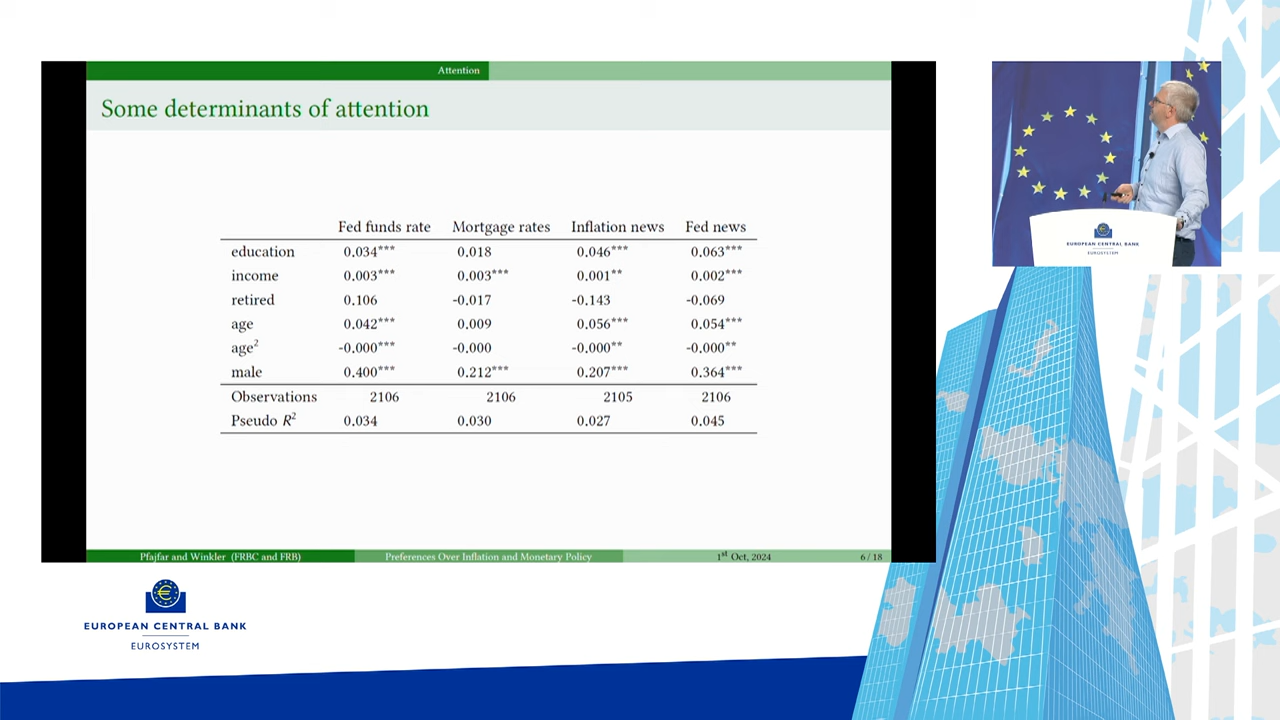 Attention
Some determinants of attention
Fed funds rate Mortgage rates Inflation news Fed news
education 0.034*** 0.018 0.046*** 0.063***
income 0.003*** 0.003*** 0.001** 0.002***
retired 0.106 -0.017 -0.143 -0.069
age 0.042*** 0.009 0.056*** 0.054***
age² -0.000*** -0.000 -0.000** -0.000**
male 0.400*** 0.212*** 0.207*** 0.364***
Observations 2106 2106 2105 2106
Pseudo R² 0.034 0.030 0.027 0.045
Pfajfar and Winkler (FRBC and FRB) Preferences Over Inflation and Monetary Policy 1st Oct, 2024 6 / 18
EUROPEAN CENTRAL BANK
EUROSYSTEM
EUROPEAN CENTRAL BANK
EUROSYSTEM